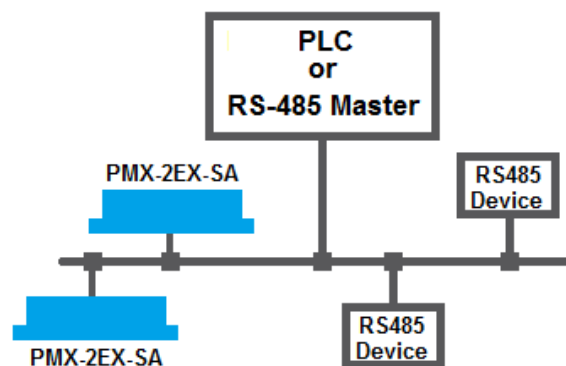 PLC
or
RS-485 Master
PMX-2EX-SA
RS485
Device
RS485
Device
PMX-2EX-SA